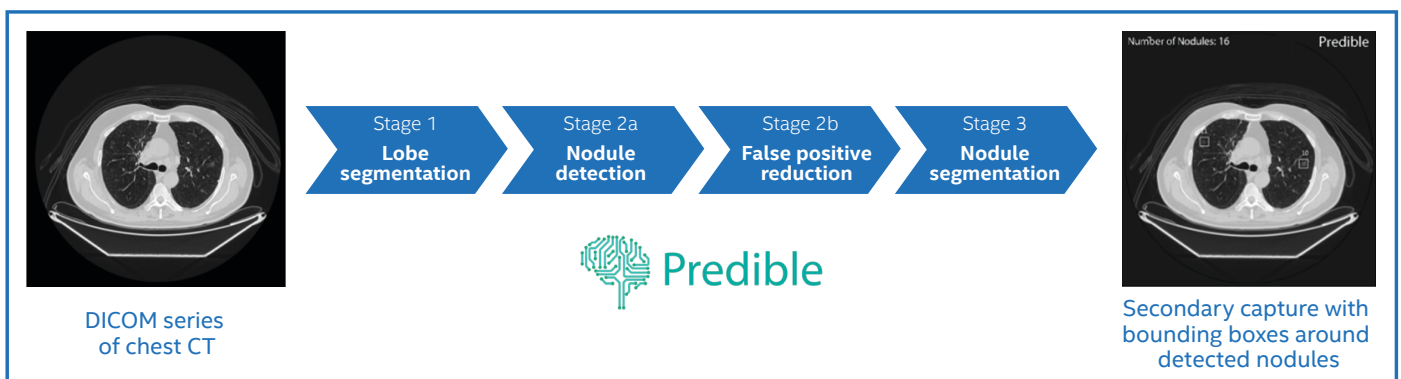 Number of Nodules: 16
Predible
Stage 1
Lobe
segmentation
Stage 2a
Nodule
detection
Stage 2b
False positive
reduction
Stage 3
Nodule
segmentation
Predible
DICOM series
of chest CT
Secondary capture with
bounding boxes around
detected nodules